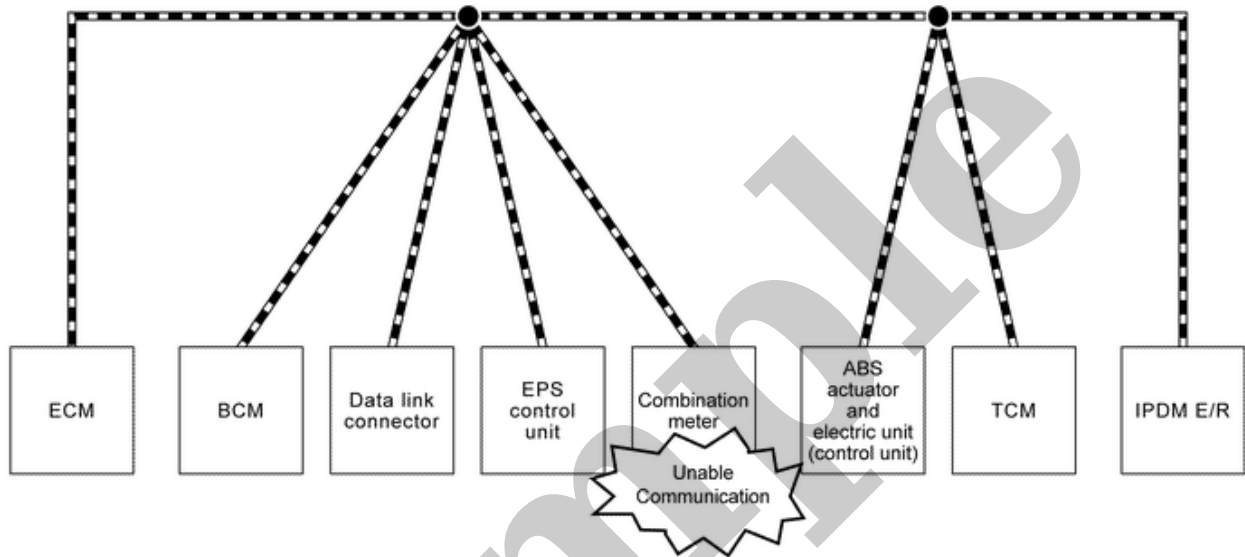 ECM
BCM
Data link
connector
EPS
control
unit
Combination
meter
ABS
actuator
and
electric unit
(control unit)
TCM
IPDM E/R
Unable
Communication
mple